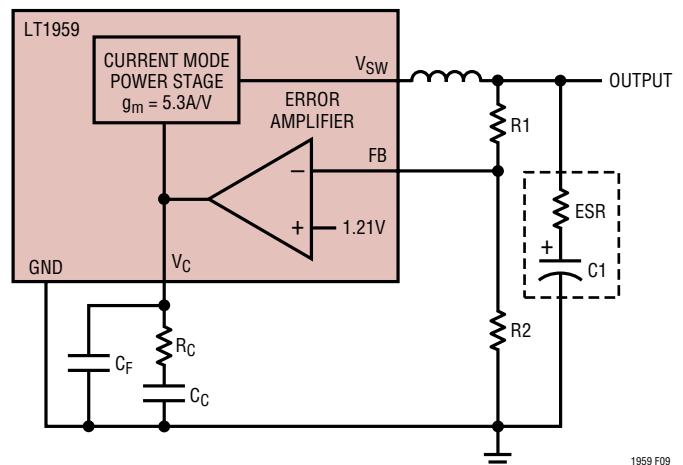 LT1959
CURRENT MODE
POWER STAGE
gm = 5.3A/V
VSW
OUTPUT
ERROR
AMPLIFIER
R1
FB
–
+
1.21V
ESR
+
C1
GND
VC
R2
RC
CF
CC
1959 F09